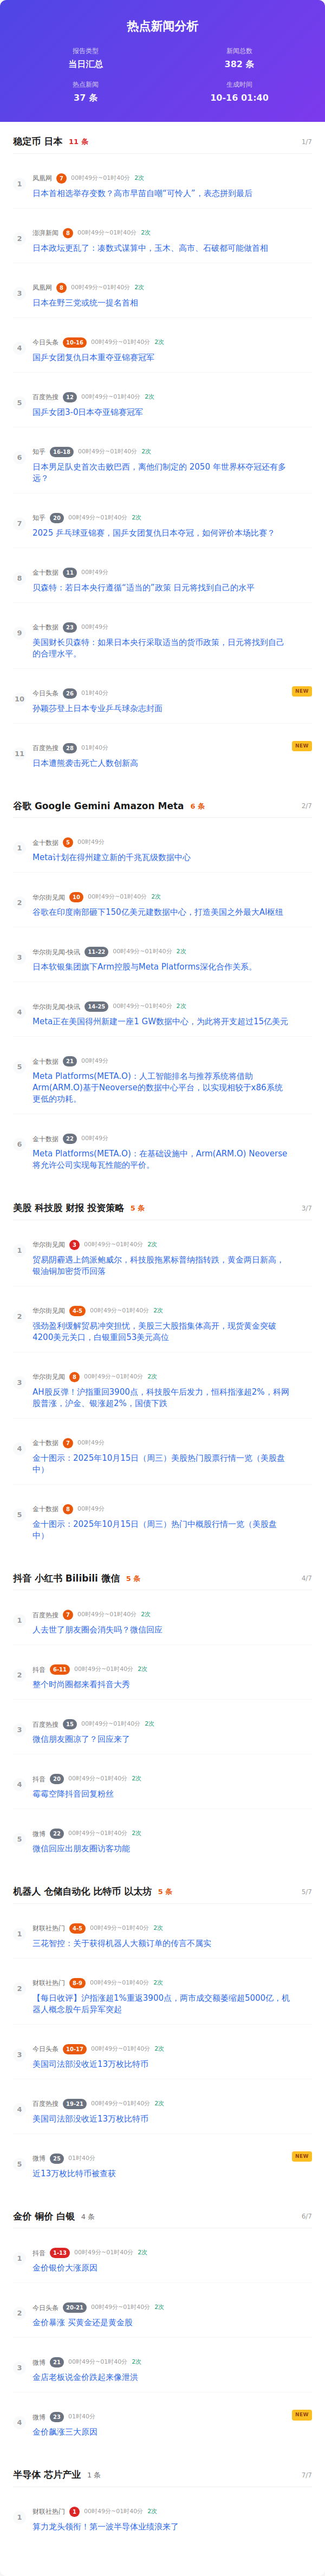 热点新闻分析
报告类型
新闻总数
当日汇总
382 条
热点新闻
生成时间
37 条
10-16 01:40
稳定币 日本 11 条 1/7
1 凤凰网 7 00时49分~01时40分 2次
日本首相选举存变数？高市早苗自嘲“可怜人”，表态拼到最后
2 澎湃新闻 8 00时49分~01时40分 2次
日本政坛更乱了：凑数式谋算中，玉木、高市、石破都可能做首相
3 凤凰网 8 00时49分~01时40分 2次
日本在野三党或统一提名首相
4 今日头条 10-16 00时49分~01时40分 2次
国乒女团复仇日本重夺亚锦赛冠军
5 百度热搜 12 00时49分~01时40分 2次
国乒女团3-0日本夺亚锦赛冠军
6 知乎 16-18 00时49分~01时40分 2次
日本男足队史首次击败巴西，离他们制定的 2050 年世界杯夺冠还有多
远？
7 知乎 20 00时49分~01时40分 2次
2025 乒乓球亚锦赛，国乒女团复仇日本夺冠，如何评价本场比赛？
8 金十数据 11 00时49分
贝森特：若日本央行遵循“适当的”政策 日元将找到自己的水平
9 金十数据 23 00时49分
美国财长贝森特：如果日本央行采取适当的货币政策，日元将找到自己
的合理水平。
10 今日头条 26 01时40分 NEW
孙颖莎登上日本专业乒乓球杂志封面
11 百度热搜 28 01时40分 NEW
日本遭熊袭击死亡人数创新高
谷歌 Google Gemini Amazon Meta 6 条 2/7
1 金十数据 5 00时49分
Meta计划在得州建立新的千兆瓦级数据中心
2 华尔街见闻 10 00时49分~01时40分 2次
谷歌在印度南部砸下150亿美元建数据中心，打造美国之外最大AI枢纽
3 华尔街见闻-快讯 11-22 00时49分~01时40分 2次
日本软银集团旗下Arm控股与Meta Platforms深化合作关系。
4 华尔街见闻-快讯 14-25 00时49分~01时40分 2次
Meta正在美国得州新建一座1 GW数据中心，为此将开支超过15亿美元
5 金十数据 21 00时49分
Meta Platforms(META.O)：人工智能排名与推荐系统将借助
Arm(ARM.O)基于Neoverse的数据中心平台，以实现相较于x86系统
更低的功耗。
6 金十数据 22 00时49分
Meta Platforms(META.O)：在基础设施中，Arm(ARM.O) Neoverse
将允许公司实现每瓦性能的平价。
美股 科技股 财报 投资策略 5 条 3/7
1 华尔街见闻 3 00时49分~01时40分 2次
贸易阴霾遇上鸽派鲍威尔，科技股拖累标普纳指转跌，黄金两日新高，
银油铜加密货币回落
2 华尔街见闻 4-5 00时49分~01时40分 2次
强劲盈利缓解贸易冲突担忧，美股三大股指集体高开，现货黄金突破
4200美元关口，白银重回53美元高位
3 华尔街见闻 8 00时49分~01时40分 2次
AH股反弹！沪指重回3900点，科技股午后发力，恒科指涨超2%，科网
股普涨，沪金、银涨超2%，国债下跌
4 金十数据 7 00时49分
金十图示：2025年10月15日（周三）美股热门股票行情一览（美股盘
中）
5 金十数据 8 00时49分
金十图示：2025年10月15日（周三）热门中概股行情一览（美股盘
中）
抖音 小红书 Bilibili 微信 5 条 4/7
1 百度热搜 7 00时49分~01时40分 2次
人去世了朋友圈会消失吗？微信回应
2 抖音 6-11 00时49分~01时40分 2次
整个时尚圈都来看抖音大秀
3 百度热搜 15 00时49分~01时40分 2次
微信朋友圈凉了？回应来了
4 抖音 20 00时49分~01时40分 2次
霉霉空降抖音回复粉丝
5 微博 22 00时49分~01时40分 2次
微信回应出朋友圈访客功能
机器人 仓储自动化 比特币 以太坊 5 条 5/7
1 财联社热门 4-5 00时49分~01时40分 2次
三花智控：关于获得机器人大额订单的传言不属实
2 财联社热门 8-5 00时49分~01时40分 2次
【每日收评】沪指涨超1%重返3900点，两市成交额萎缩超5000亿，机
器人概念股午后异军突起
3 今日头条 10-17 00时49分~01时40分 2次
美国司法部没收近13万枚比特币
4 百度热搜 19-21 00时49分~01时40分 2次
美国司法部没收近13万枚比特币
5 微博 25 01时40分 NEW
近13万枚比特币被查获
金价 铜价 白银 4 条 6/7
1 抖音 1-13 00时49分~01时40分 2次
金价银价大涨原因
2 今日头条 20-21 00时49分~01时40分 2次
金价暴涨 买黄金还是黄金股
3 微博 21 00时49分~01时40分 2次
金店老板说金价跌起来像泄洪
4 微博 23 01时40分 NEW
金价飙涨三大原因
半导体 芯片产业 1 条 7/7
1 财联社热门 1 00时49分~01时40分 2次
算力龙头领衔！第一波半导体业绩浪来了